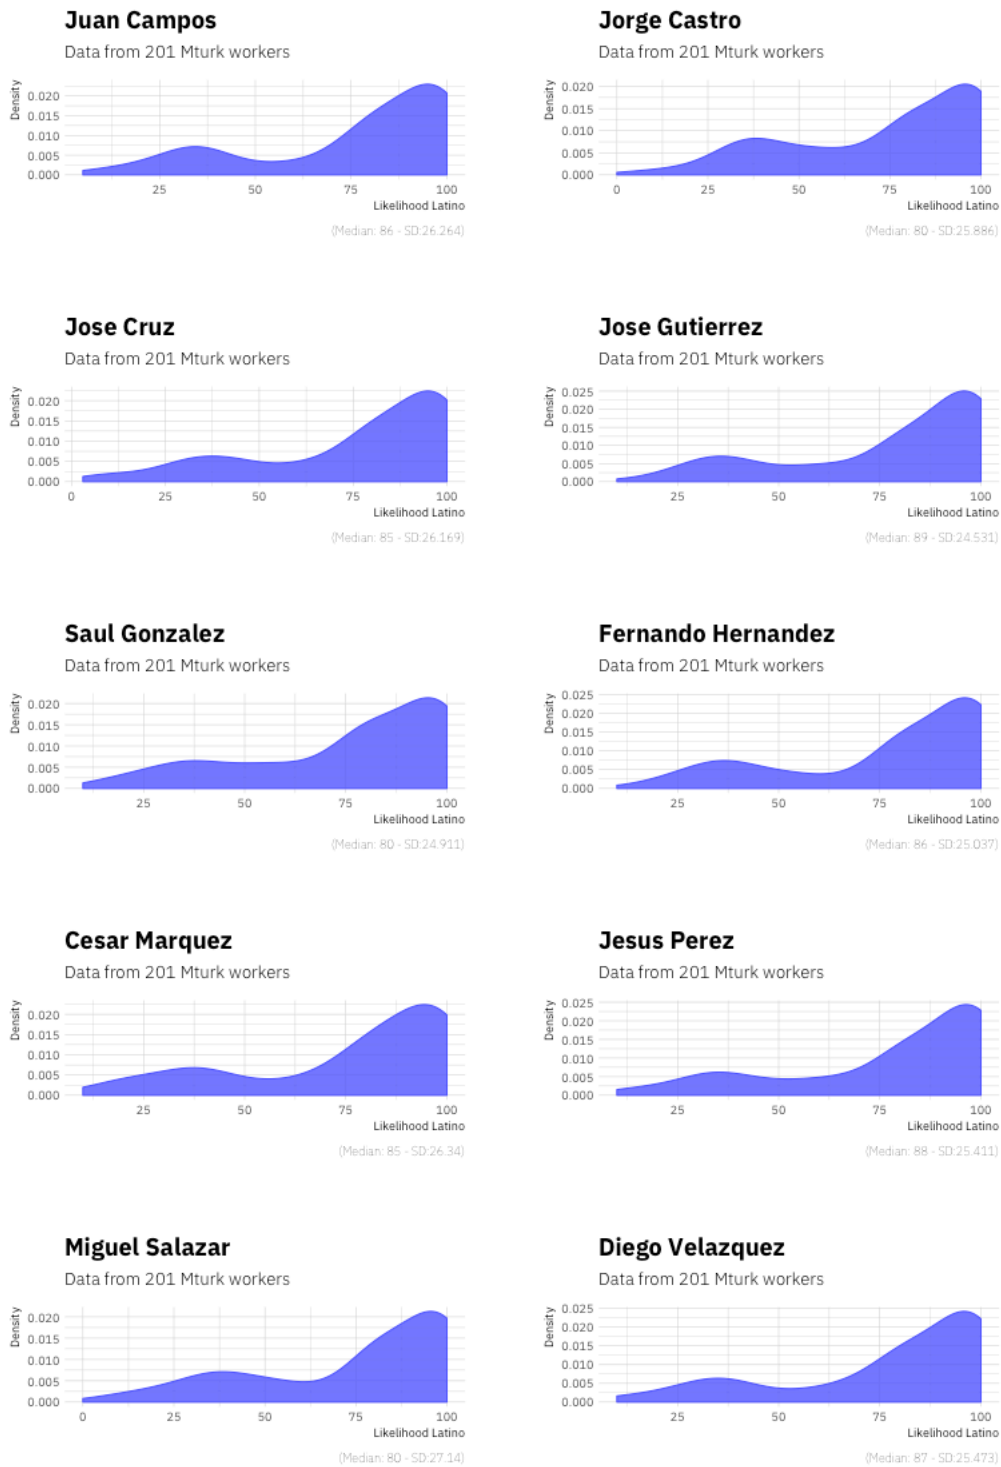 Juan Campos
Data from 201 Mturk workers
Density
0.020
0.015
0.010
0.005
0.000
25 50 75 100
Likelihood Latino
(Median: 86 - SD:26.264)
Jorge Castro
Data from 201 Mturk workers
Density
0.020
0.015
0.010
0.005
0.000
0 25 50 75 100
Likelihood Latino
(Median: 80 - SD:25.886)
Jose Cruz
Data from 201 Mturk workers
Density
0.020
0.015
0.010
0.005
0.000
0 25 50 75 100
Likelihood Latino
(Median: 85 - SD:26.169)
Jose Gutierrez
Data from 201 Mturk workers
Density
0.025
0.020
0.015
0.010
0.005
0.000
25 50 75 100
Likelihood Latino
(Median: 89 - SD:24.531)
Saul Gonzalez
Data from 201 Mturk workers
Density
0.020
0.015
0.010
0.005
0.000
25 50 75 100
Likelihood Latino
(Median: 80 - SD:24.911)
Fernando Hernandez
Data from 201 Mturk workers
Density
0.025
0.020
0.015
0.010
0.005
0.000
25 50 75 100
Likelihood Latino
(Median: 86 - SD:25.037)
Cesar Marquez
Data from 201 Mturk workers
Density
0.020
0.015
0.010
0.005
0.000
25 50 75 100
Likelihood Latino
(Median: 85 - SD:26.34)
Jesus Perez
Data from 201 Mturk workers
Density
0.025
0.020
0.015
0.010
0.005
0.000
25 50 75 100
Likelihood Latino
(Median: 88 - SD:25.411)
Miguel Salazar
Data from 201 Mturk workers
Density
0.020
0.015
0.010
0.005
0.000
0 25 50 75 100
Likelihood Latino
(Median: 80 - SD:27.14)
Diego Velazquez
Data from 201 Mturk workers
Density
0.025
0.020
0.015
0.010
0.005
0.000
25 50 75 100
Likelihood Latino
(Median: 87 - SD:25.473)